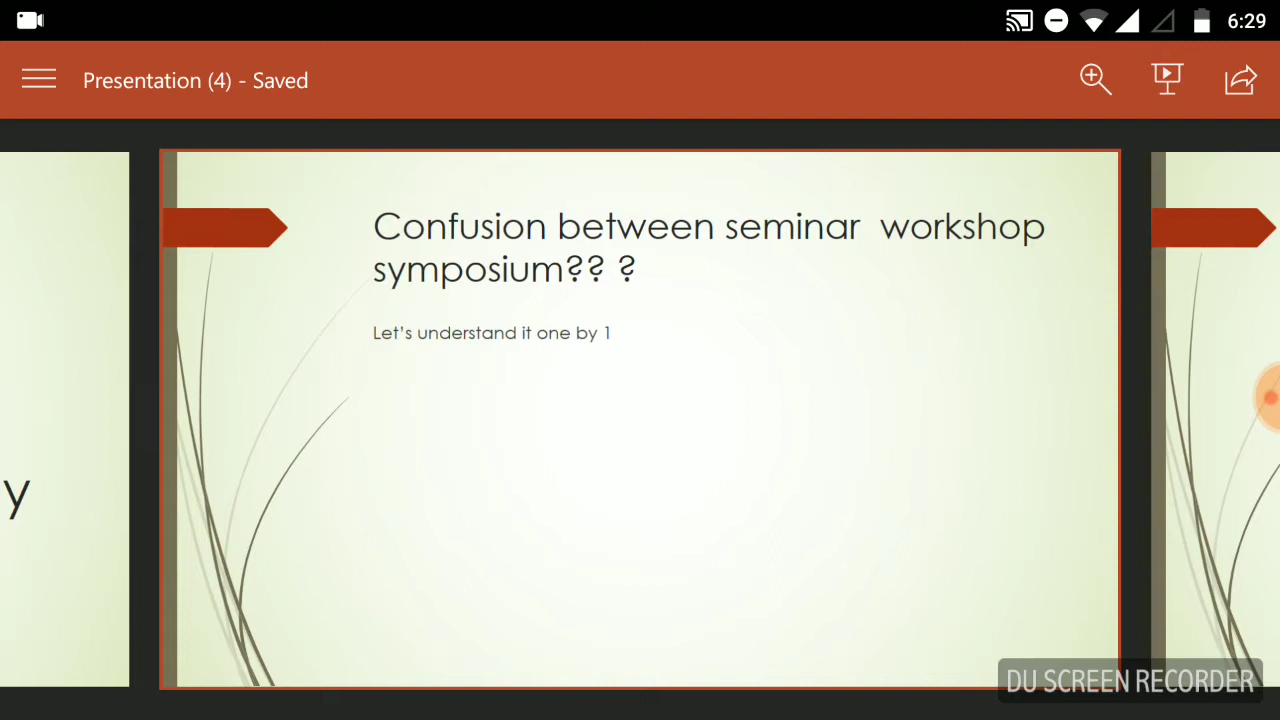 6:29
Presentation (4) - Saved
Confusion between seminar  workshop
symposium?? ?
Let's understand it one by 1
y
DU SCREEN RECORDER